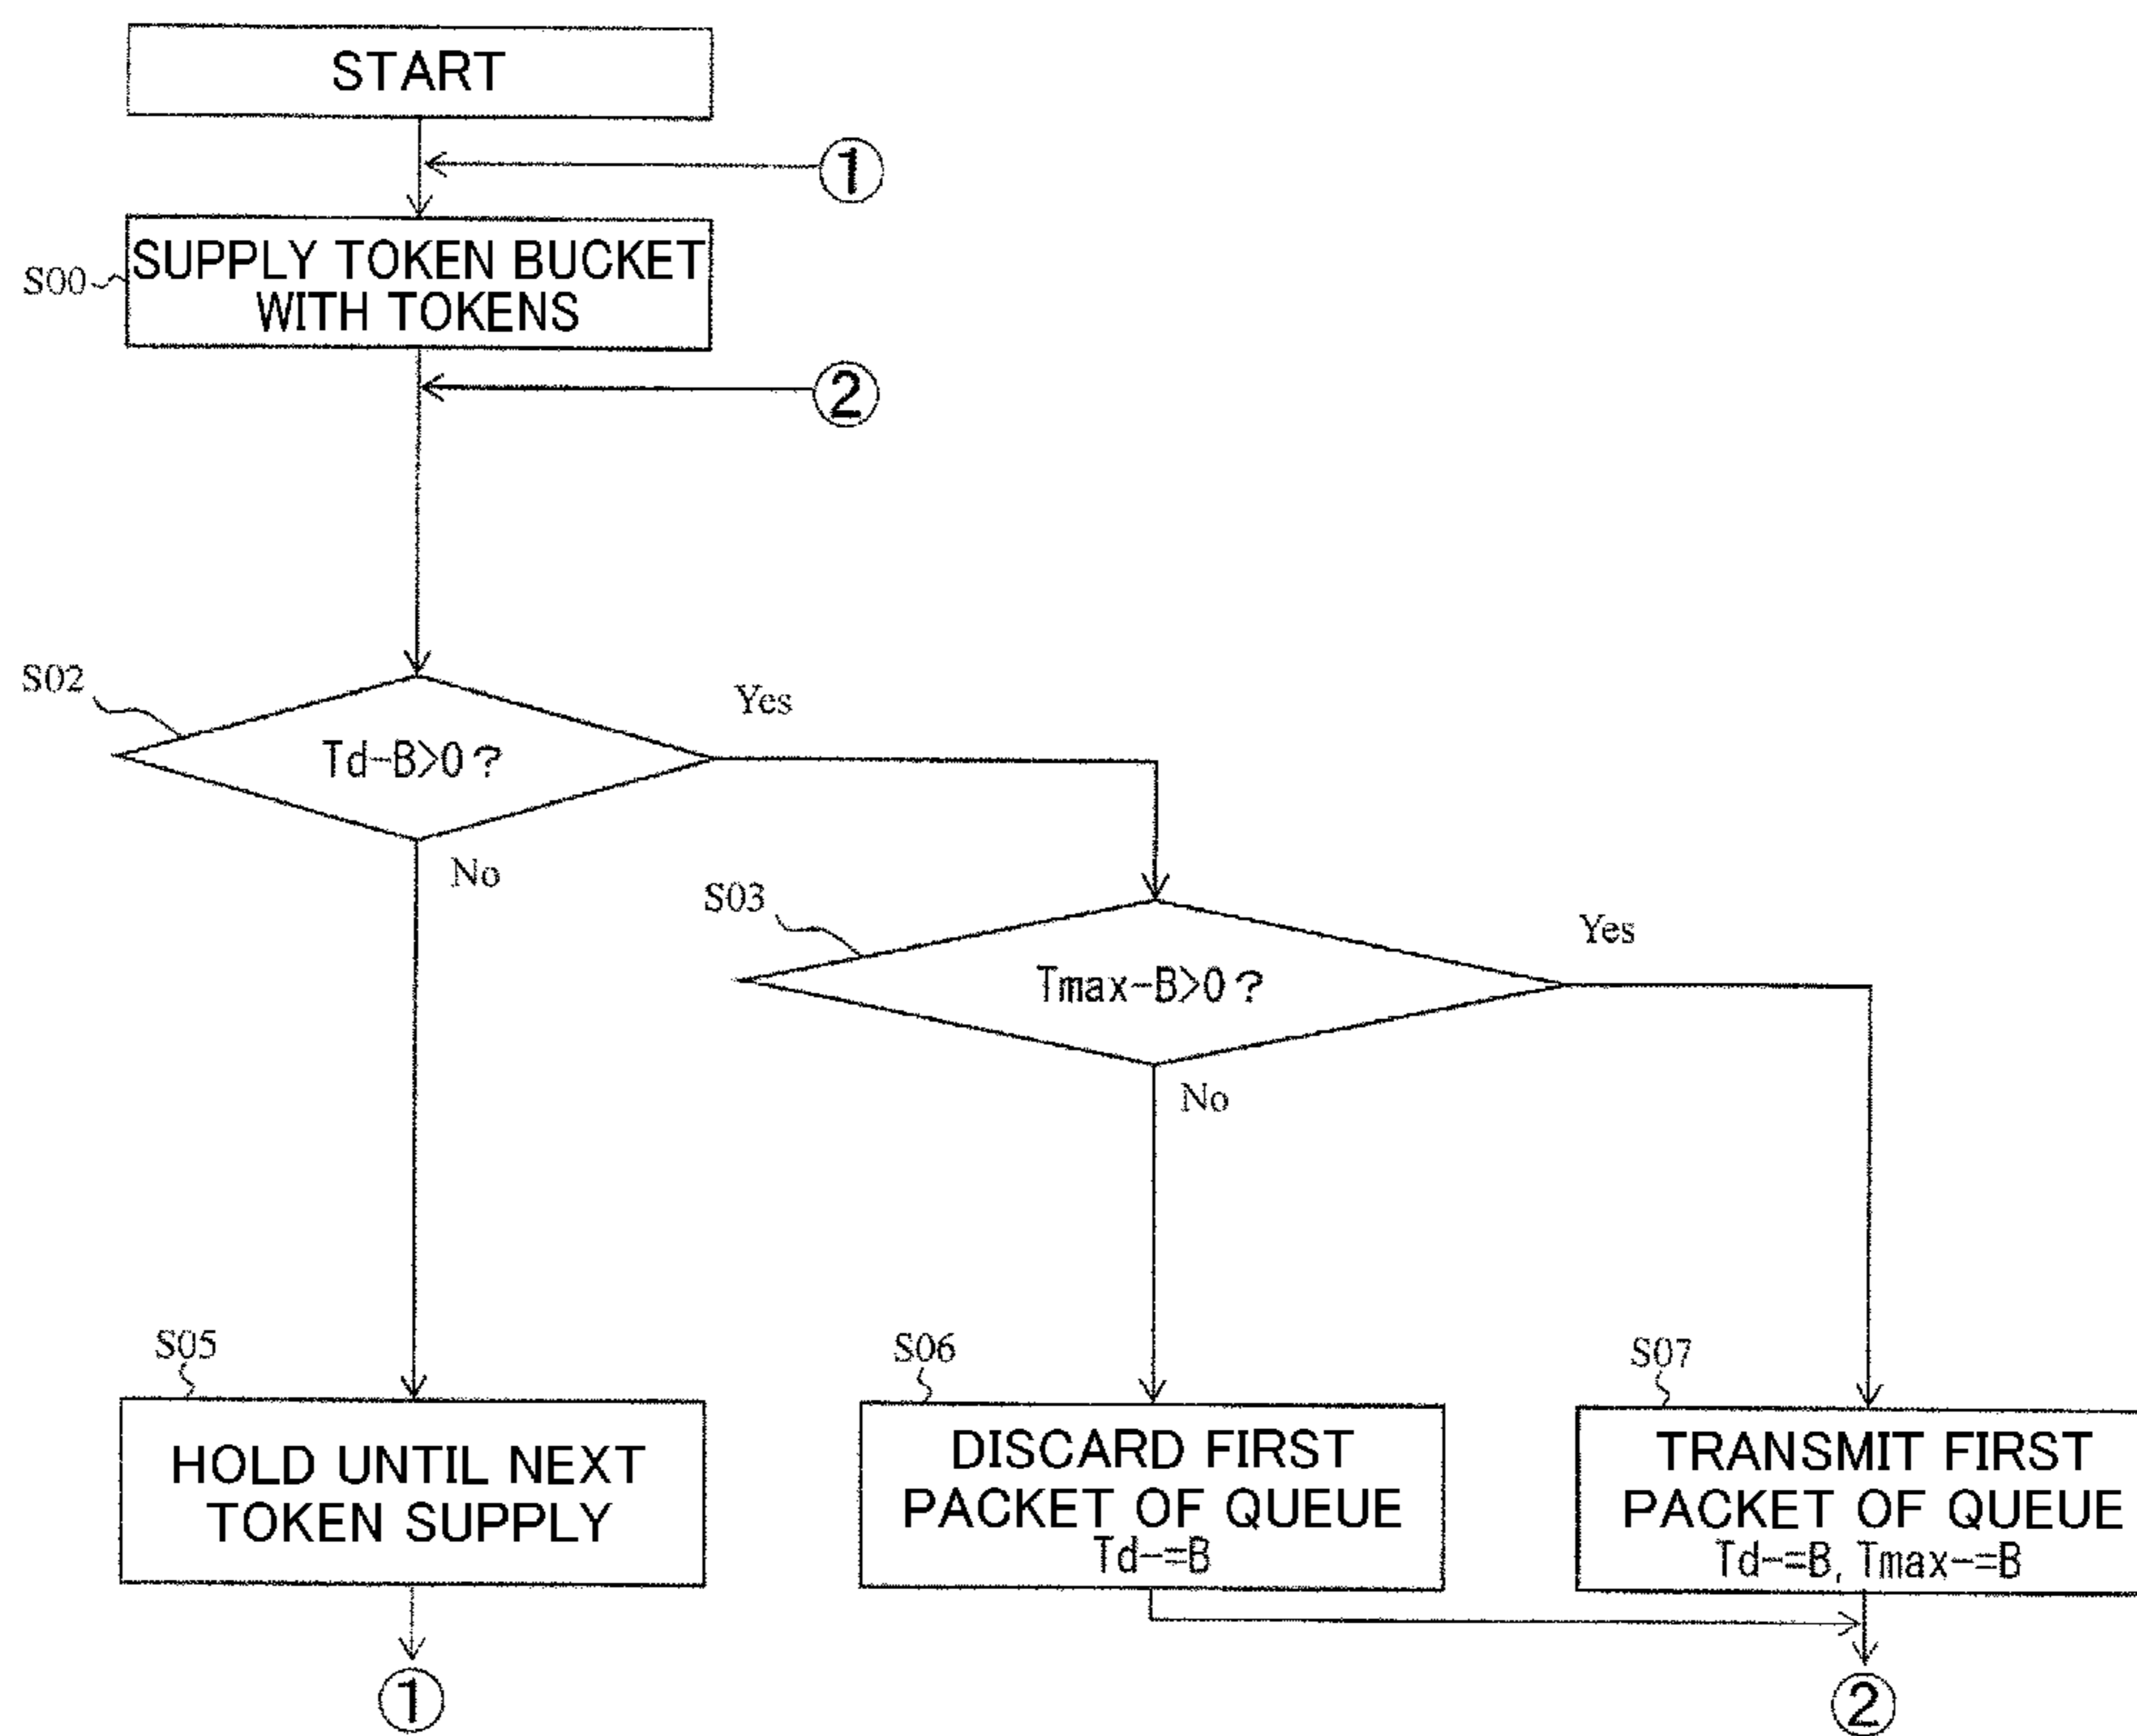 START
①
S00
SUPPLY TOKEN BUCKET
WITH TOKENS
②
S02
Td-B>0?
Yes
No
S03
Tmax-B>0?
Yes
No
S05
HOLD UNTIL NEXT
TOKEN SUPPLY
①
S06
DISCARD FIRST
PACKET OF QUEUE
Td-=B
S07
TRANSMIT FIRST
PACKET OF QUEUE
Td-=B, Tmax-=B
②